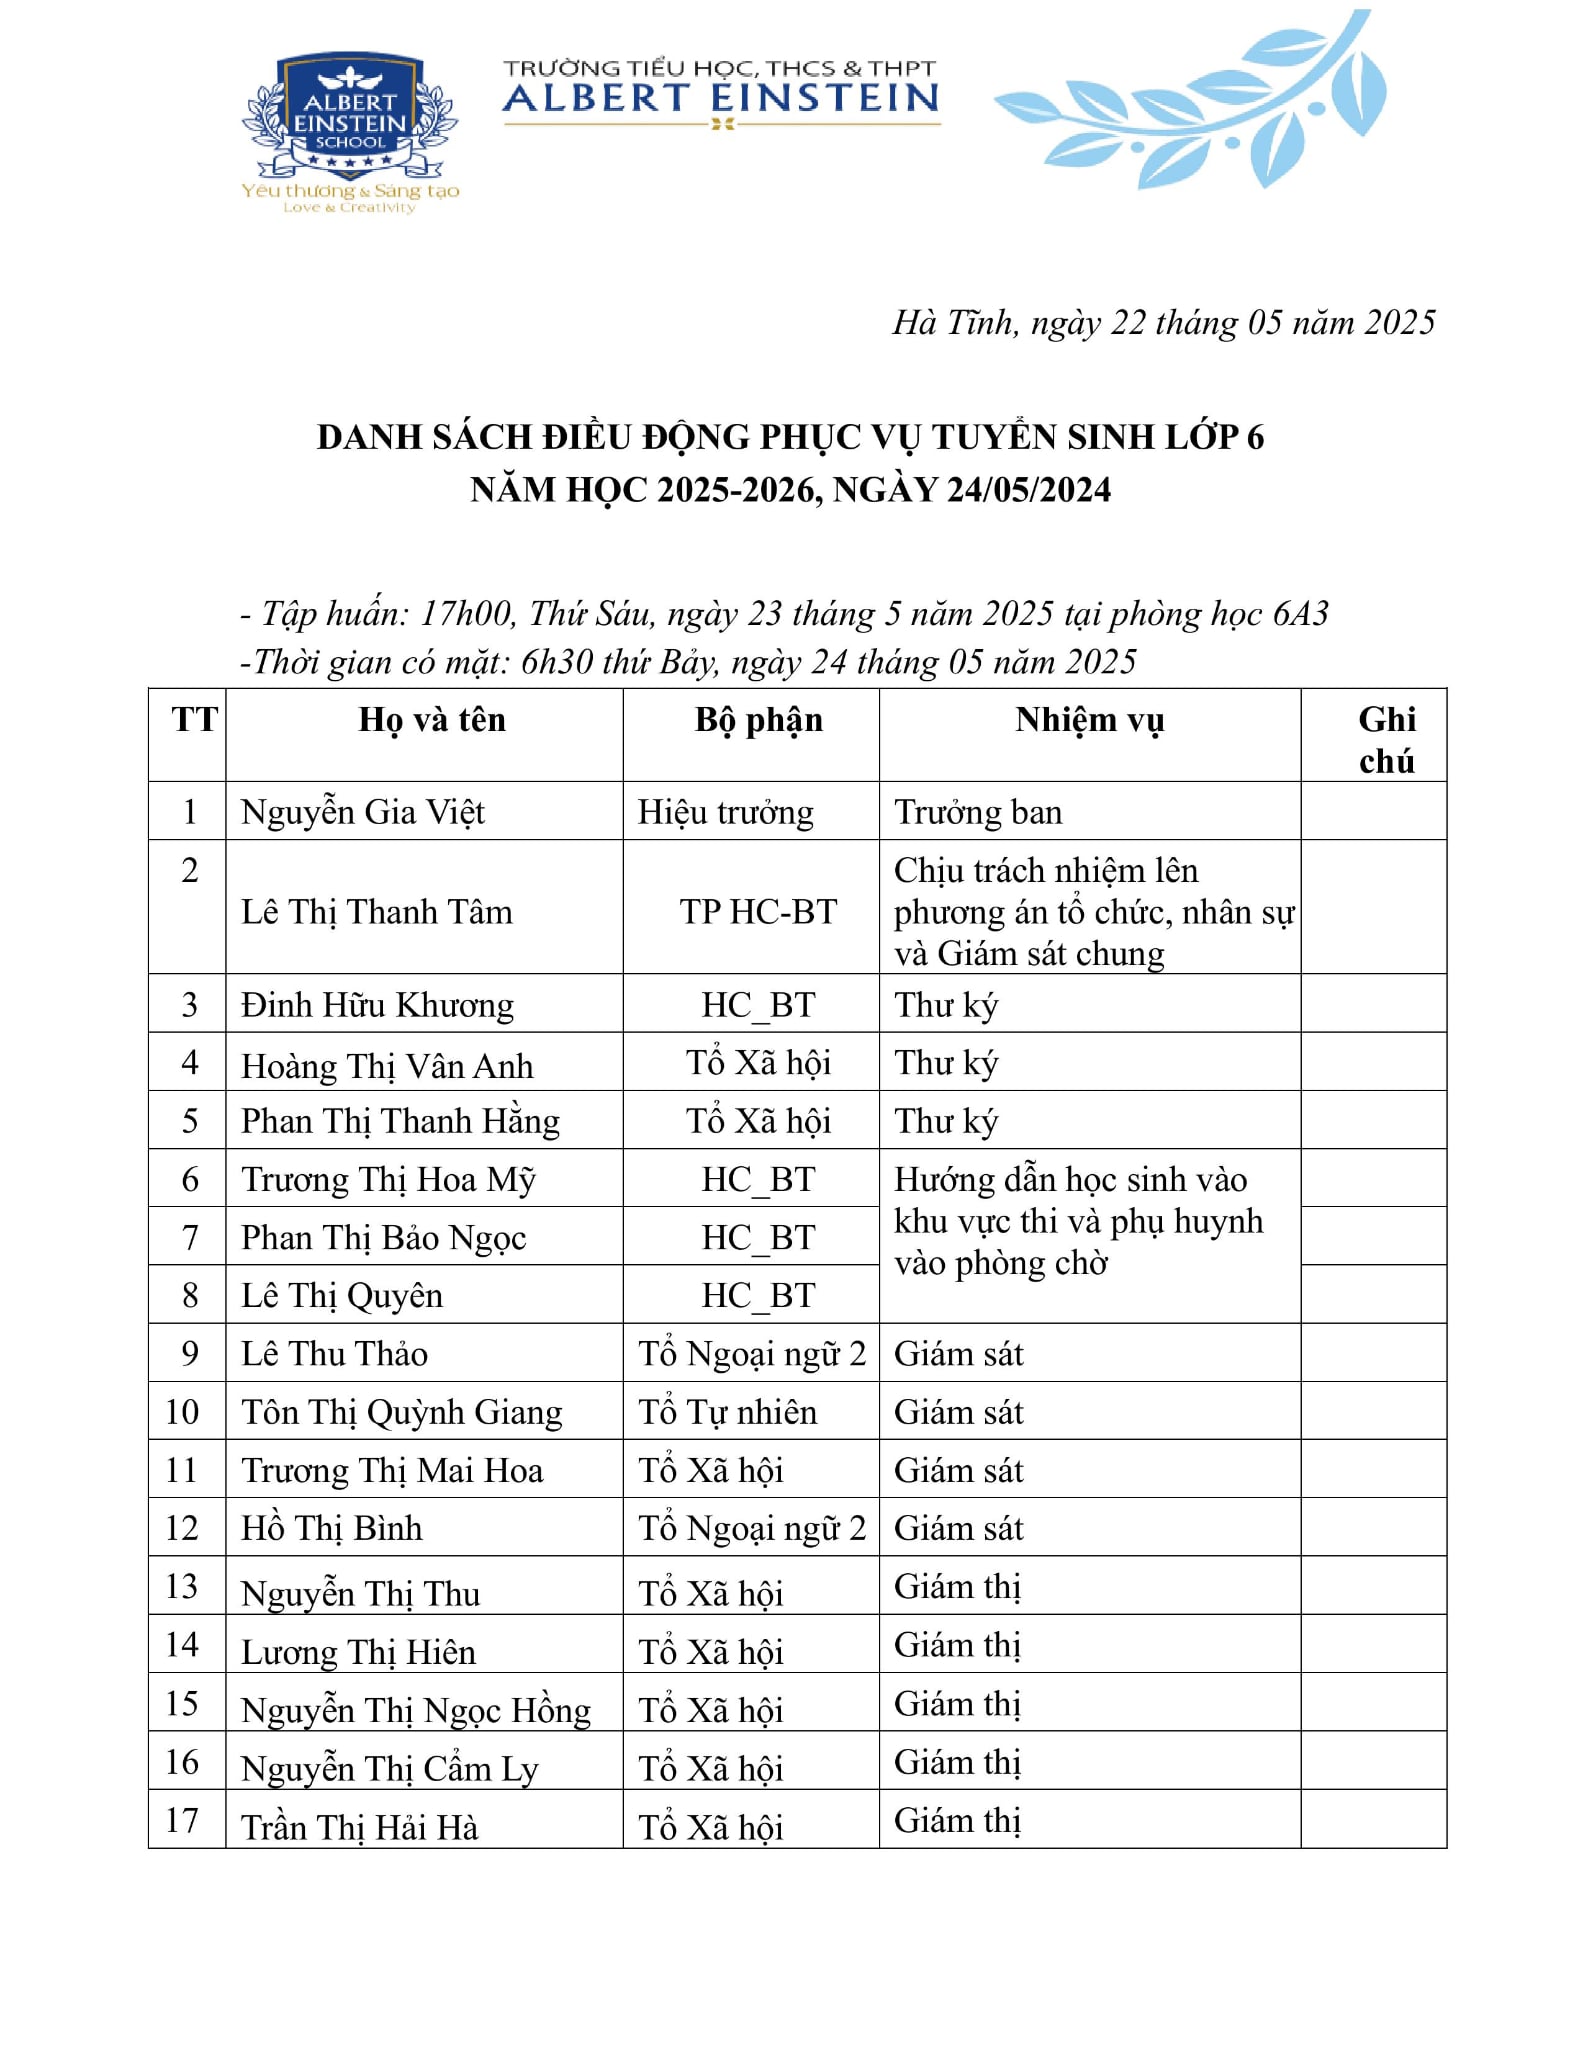 ALBERT
EINSTEIN
SCHOOL
Yêu thương & Sáng tạo
Love & Creativity
TRƯỜNG TIỂU HỌC, THCS & THPT
ALBERT EINSTEIN
Hà Tĩnh, ngày 22 tháng 05 năm 2025
DANH SÁCH ĐIỀU ĐỘNG PHỤC VỤ TUYỂN SINH LỚP 6
NĂM HỌC 2025-2026, NGÀY 24/05/2024
- Tập huấn: 17h00, Thứ Sáu, ngày 23 tháng 5 năm 2025 tại phòng học 6A3
-Thời gian có mặt: 6h30 thứ Bảy, ngày 24 tháng 05 năm 2025
TT Họ và tên Bộ phận Nhiệm vụ Ghi
chú
1 Nguyễn Gia Việt Hiệu trưởng Trưởng ban
2 Lê Thị Thanh Tâm TP HC-BT Chịu trách nhiệm lên
phương án tổ chức, nhân sự
và Giám sát chung
3 Đinh Hữu Khương HC_BT Thư ký
4 Hoàng Thị Vân Anh Tổ Xã hội Thư ký
5 Phan Thị Thanh Hằng Tổ Xã hội Thư ký
6 Trương Thị Hoa Mỹ HC_BT Hướng dẫn học sinh vào
khu vực thi và phụ huynh
vào phòng chờ
7 Phan Thị Bảo Ngọc HC_BT
8 Lê Thị Quyên HC_BT
9 Lê Thu Thảo Tổ Ngoại ngữ 2 Giám sát
10 Tôn Thị Quỳnh Giang Tổ Tự nhiên Giám sát
11 Trương Thị Mai Hoa Tổ Xã hội Giám sát
12 Hồ Thị Bình Tổ Ngoại ngữ 2 Giám sát
13 Nguyễn Thị Thu Tổ Xã hội Giám thị
14 Lương Thị Hiên Tổ Xã hội Giám thị
15 Nguyễn Thị Ngọc Hồng Tổ Xã hội Giám thị
16 Nguyễn Thị Cẩm Ly Tổ Xã hội Giám thị
17 Trần Thị Hải Hà Tổ Xã hội Giám thị